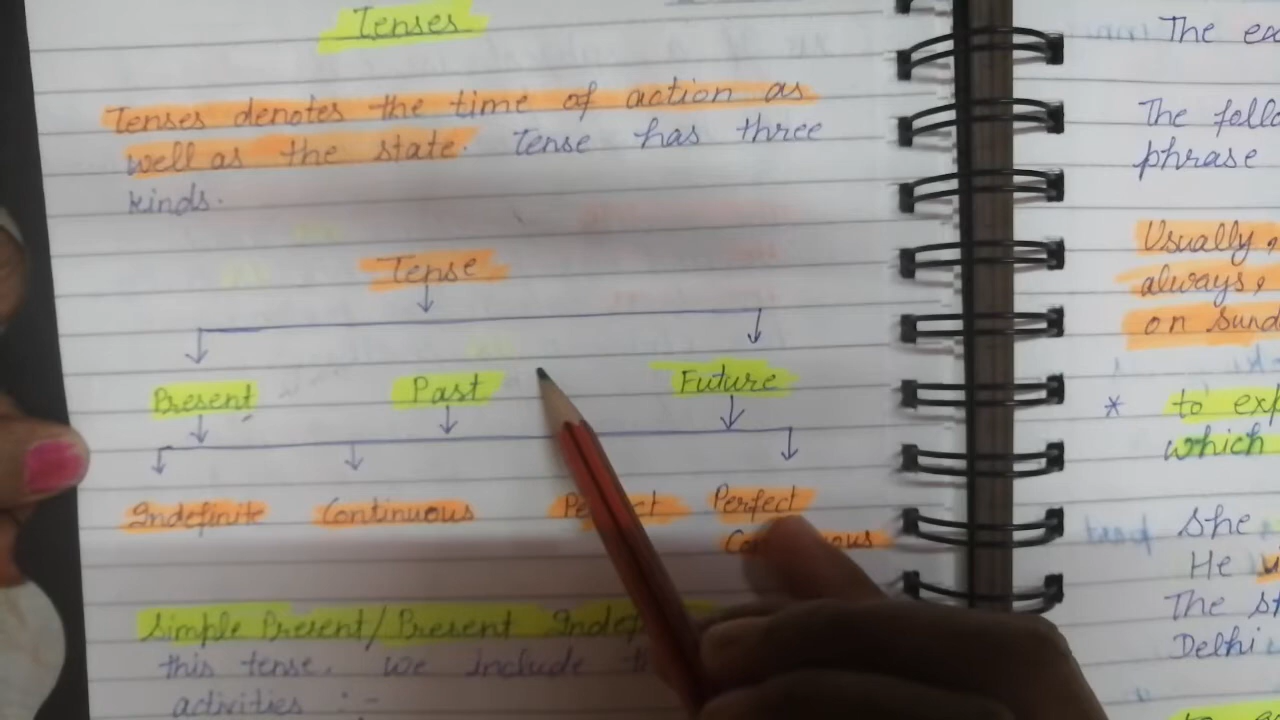 Tenses
Tenses denotes the time of action as
well as the state. Tense has three
kinds.
Tense
Present Past Future
Indefinite Continuous Perfect Perfect
Continuous
Simple Present/Present
this tense. we include
activities :-
The
The
phrase
Usually,
always,
on
* to
which
She
He
The
Delhi